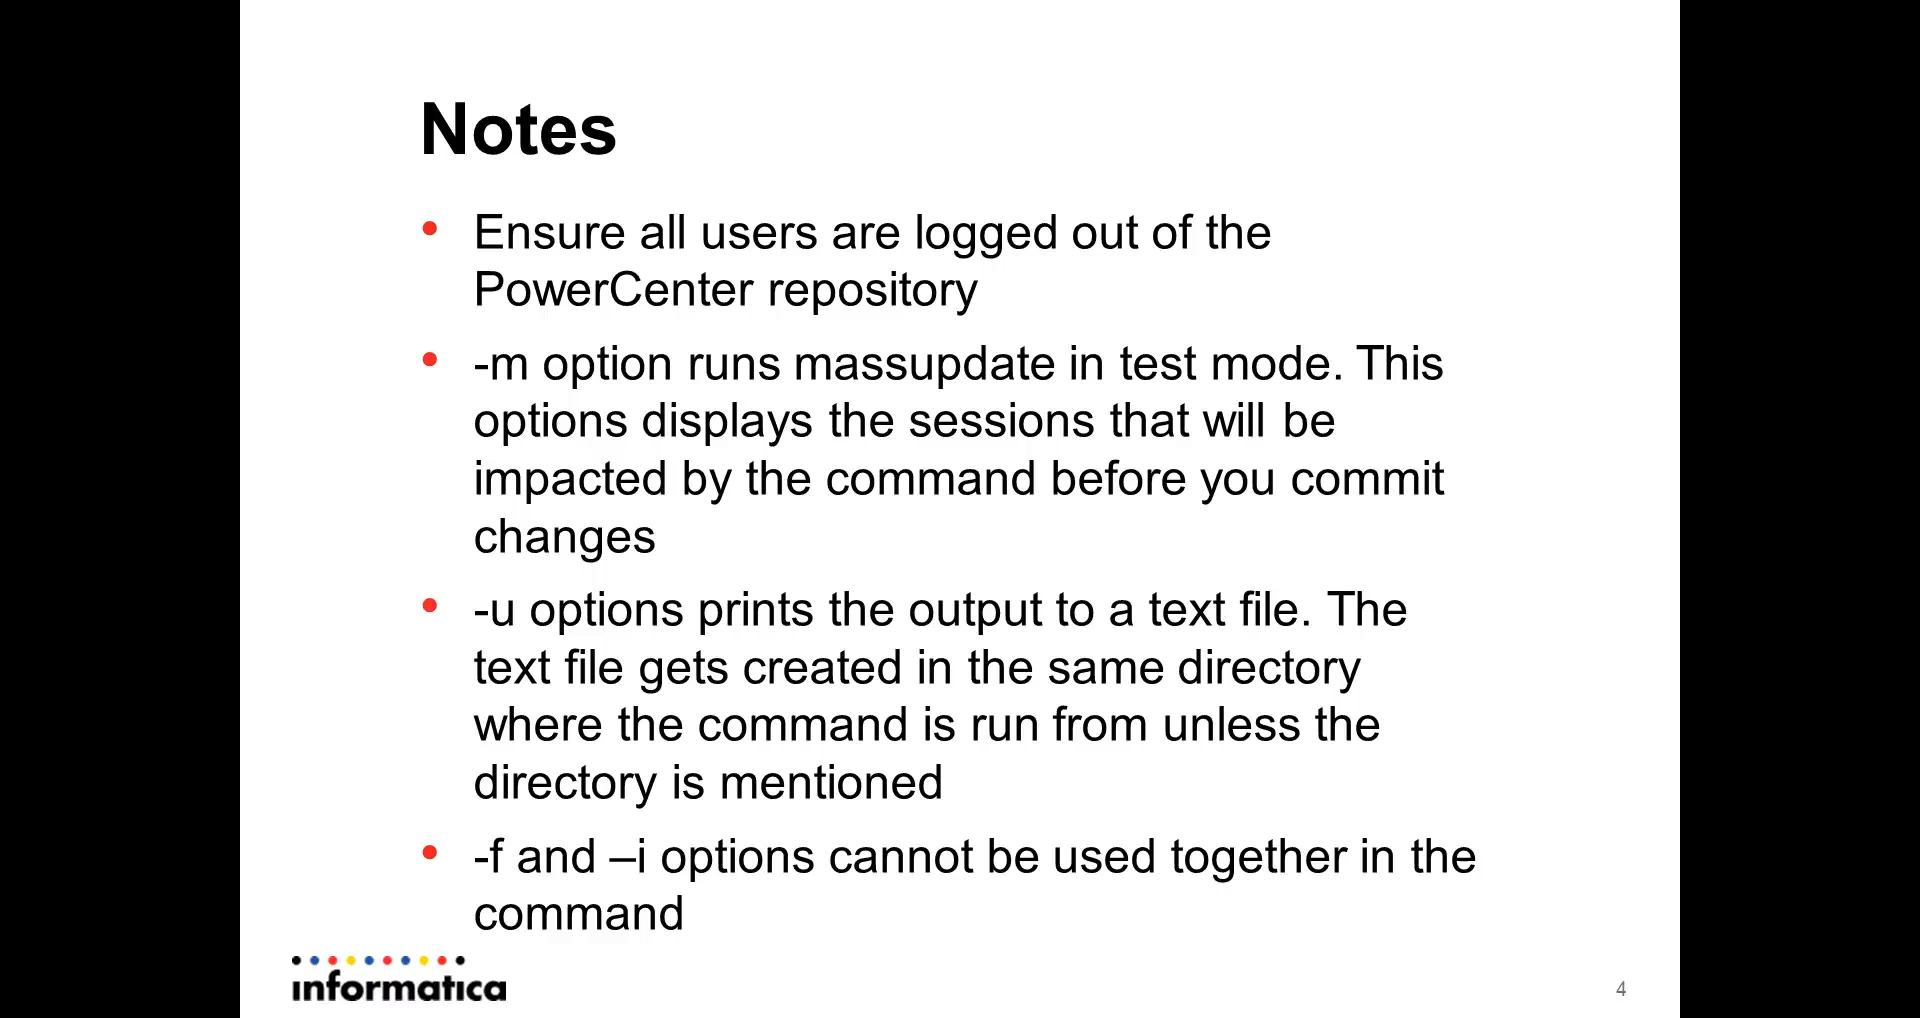 Notes
• Ensure all users are logged out of the
PowerCenter repository
• -m option runs massupdate in test mode. This
options displays the sessions that will be
impacted by the command before you commit
changes
• -u options prints the output to a text file. The
text file gets created in the same directory
where the command is run from unless the
directory is mentioned
• -f and –i options cannot be used together in the
command
informatica
4